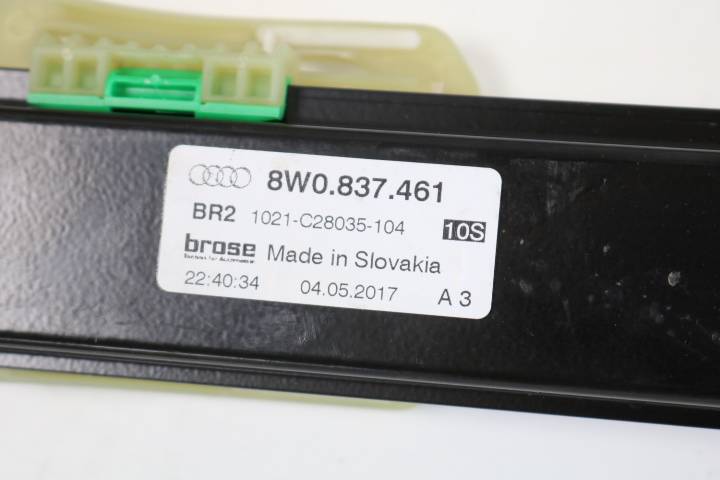 8W0.837.461
BR2 1021-C28035-104 10S
brose Made in Slovakia
22:40:34 04.05.2017 A 3